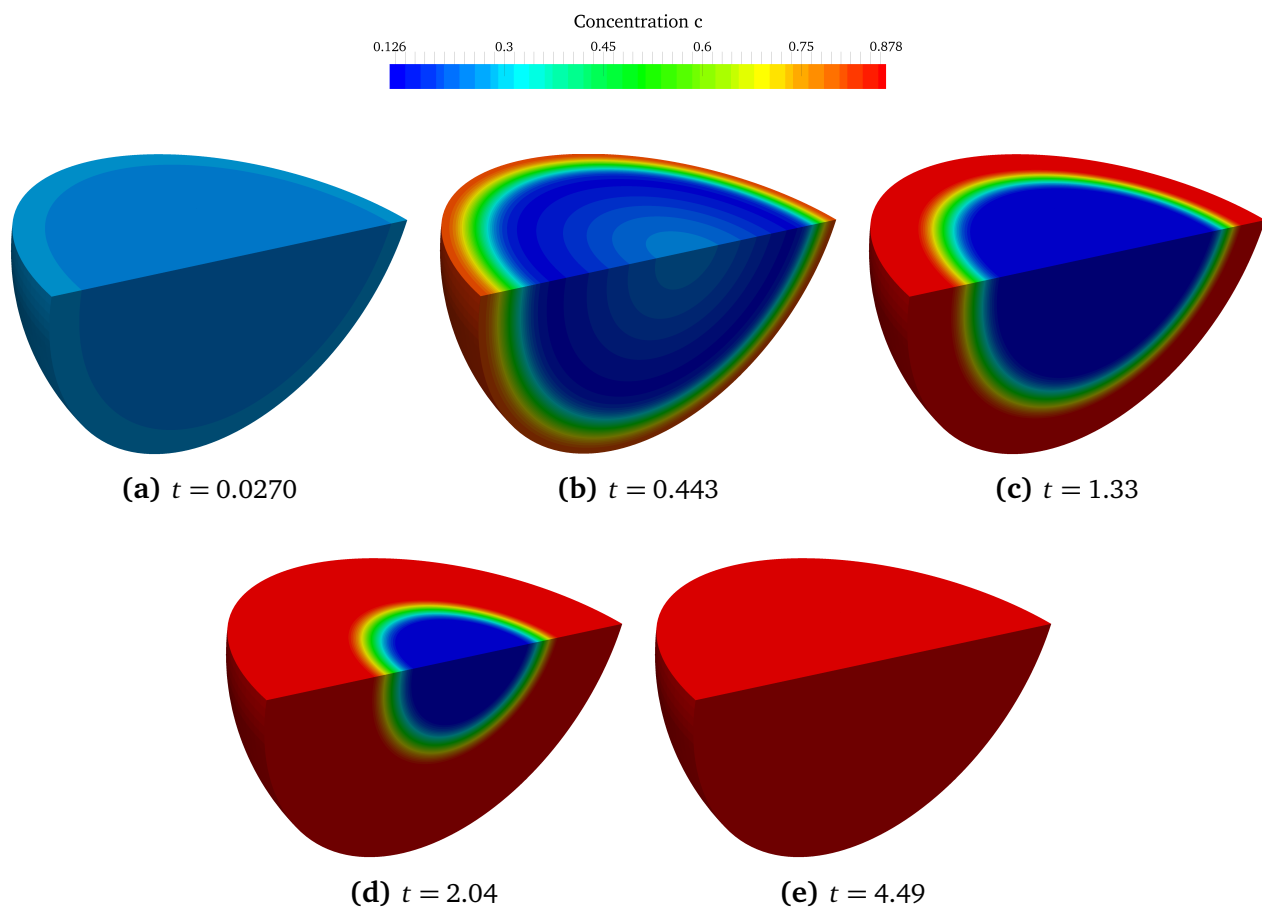 Concentration c
0.126 0.3 0.45 0.6 0.75 0.878
(a) t = 0.0270
(b) t = 0.443
(c) t = 1.33
(d) t = 2.04
(e) t = 4.49